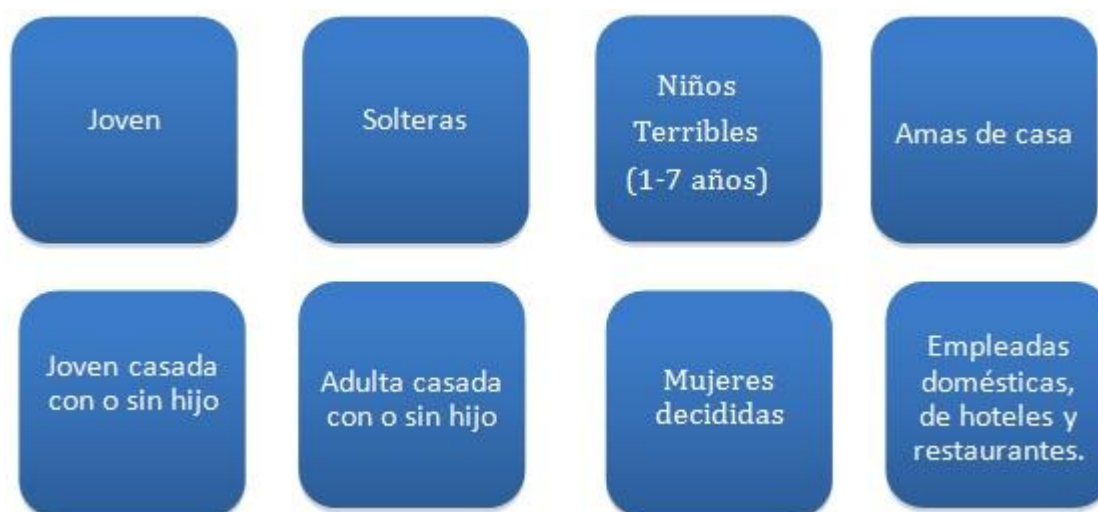 Joven
Solteras
Niños
Terribles
(1-7 años)
Amas de casa
Joven casada
con o sin hijo
Adulta casada
con o sin hijo
Mujeres
decididas
Empleadas
domésticas,
de hoteles y
restaurantes.